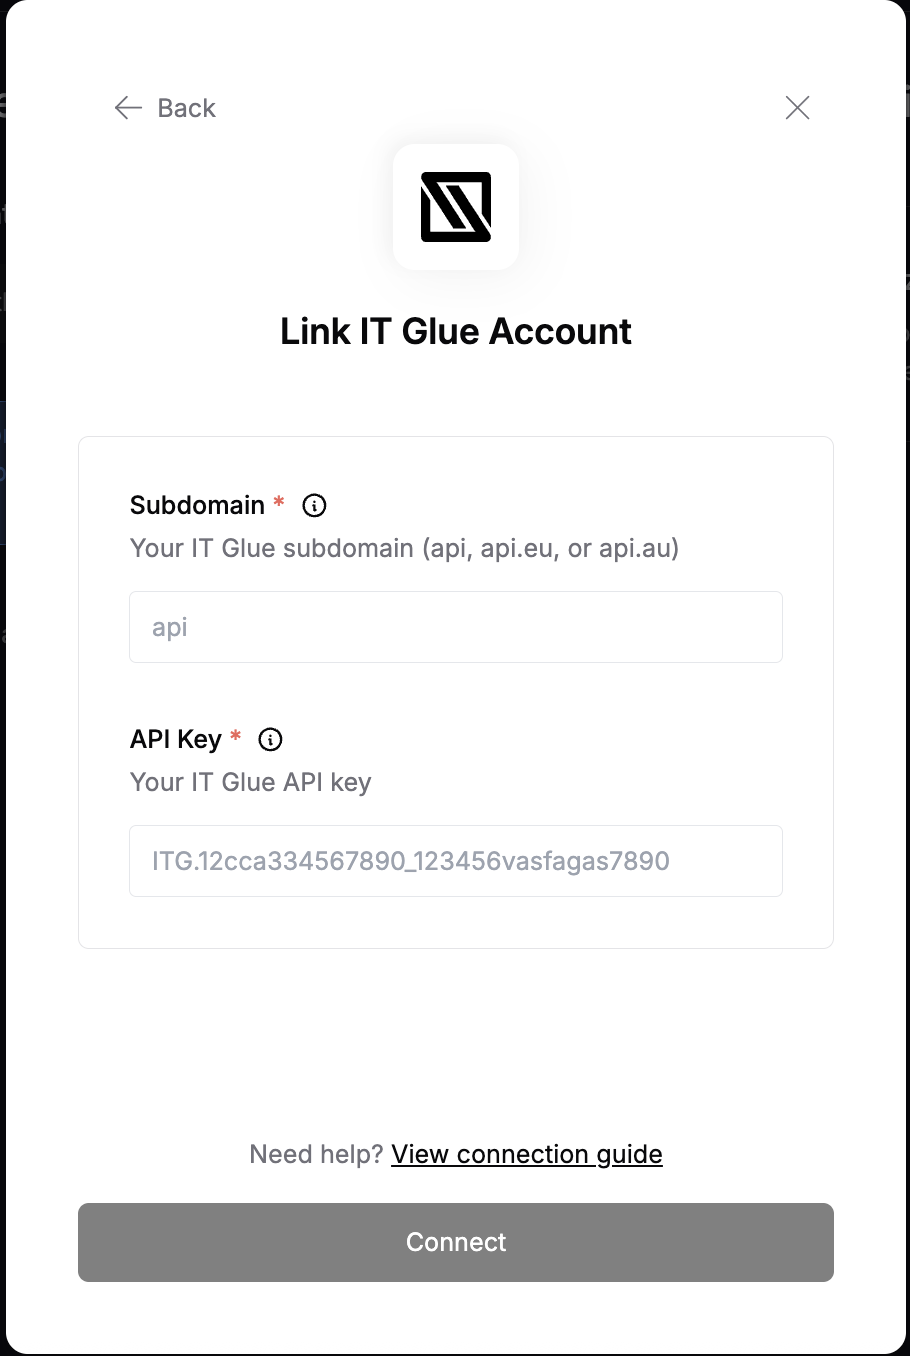 Back
Link IT Glue Account
Subdomain *
Your IT Glue subdomain (api, api.eu, or api.au)
api
API Key *
Your IT Glue API key
ITG.12cca334567890_123456vasfagas7890
Need help? View connection guide
Connect